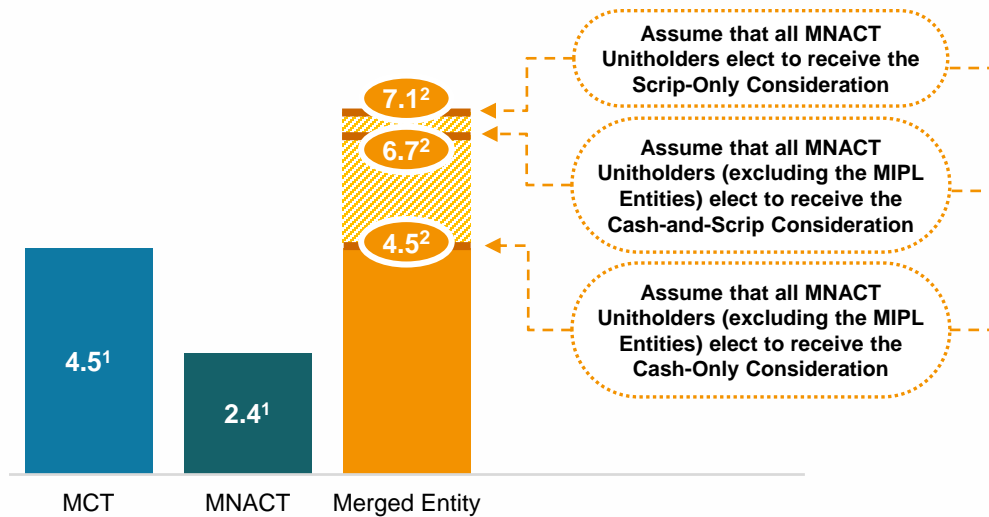 Assume that all MNACT
Unitholders elect to receive the
Scrip-Only Consideration
7.1²
6.7²
Assume that all MNACT
Unitholders (excluding the MIPL
Entities) elect to receive the
Cash-and-Scrip Consideration
4.5²
Assume that all MNACT
Unitholders (excluding the MIPL
Entities) elect to receive the
Cash-Only Consideration
4.5¹
2.4¹
MCT
MNACT
Merged Entity